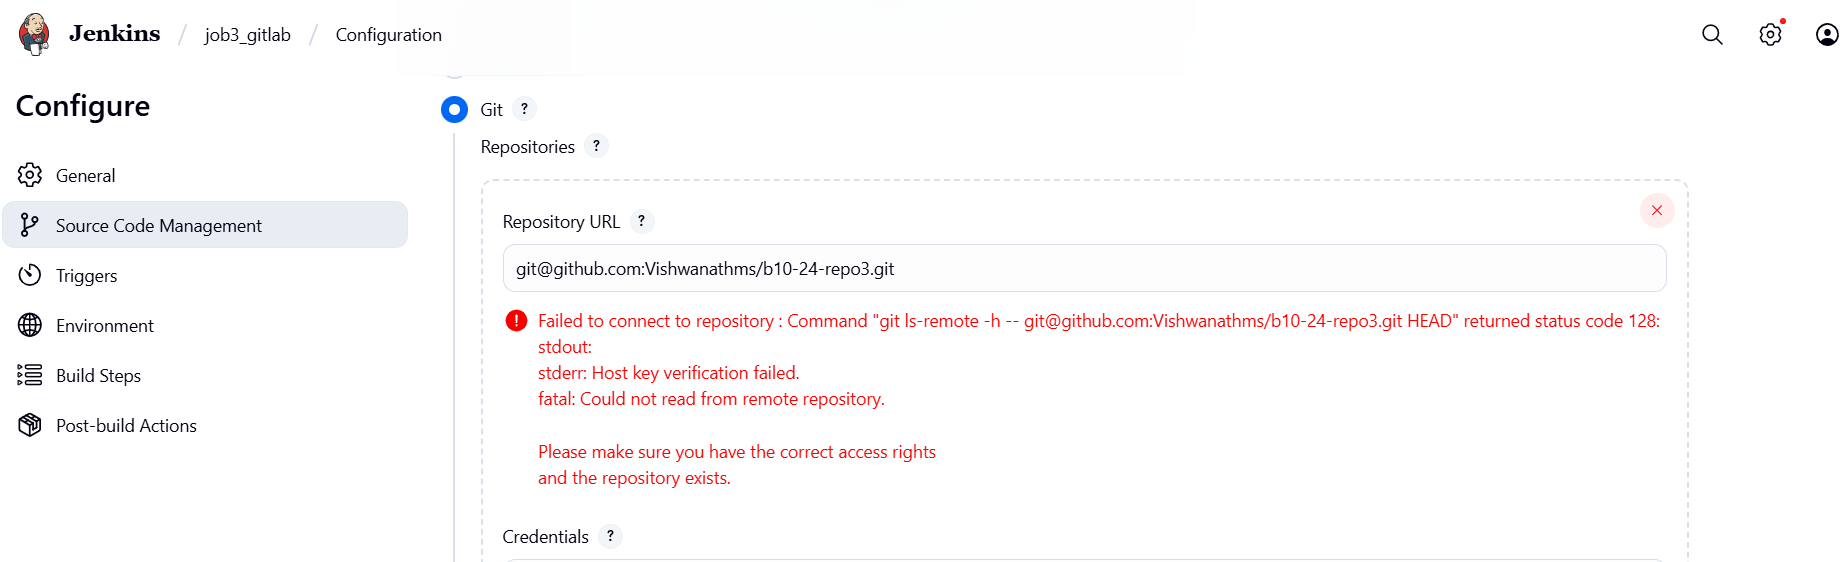 Jenkins / job3_gitlab / Configuration
Configure
General
Source Code Management
Triggers
Environment
Build Steps
Post-build Actions
Git ?
Repositories ?
Repository URL ?
git@github.com:Vishwanathms/b10-24-repo3.git
Failed to connect to repository : Command "git ls-remote -h -- git@github.com:Vishwanathms/b10-24-repo3.git HEAD" returned status code 128:
stdout:
stderr: Host key verification failed.
fatal: Could not read from remote repository.
Please make sure you have the correct access rights
and the repository exists.
Credentials ?